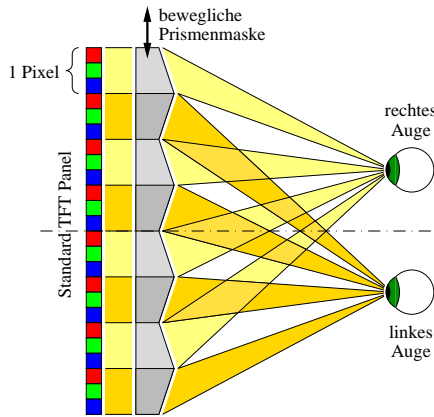 bewegliche
Prismenmaske
1 Pixel
Standard TFT Panel
rechtes
Auge
linkes
Auge